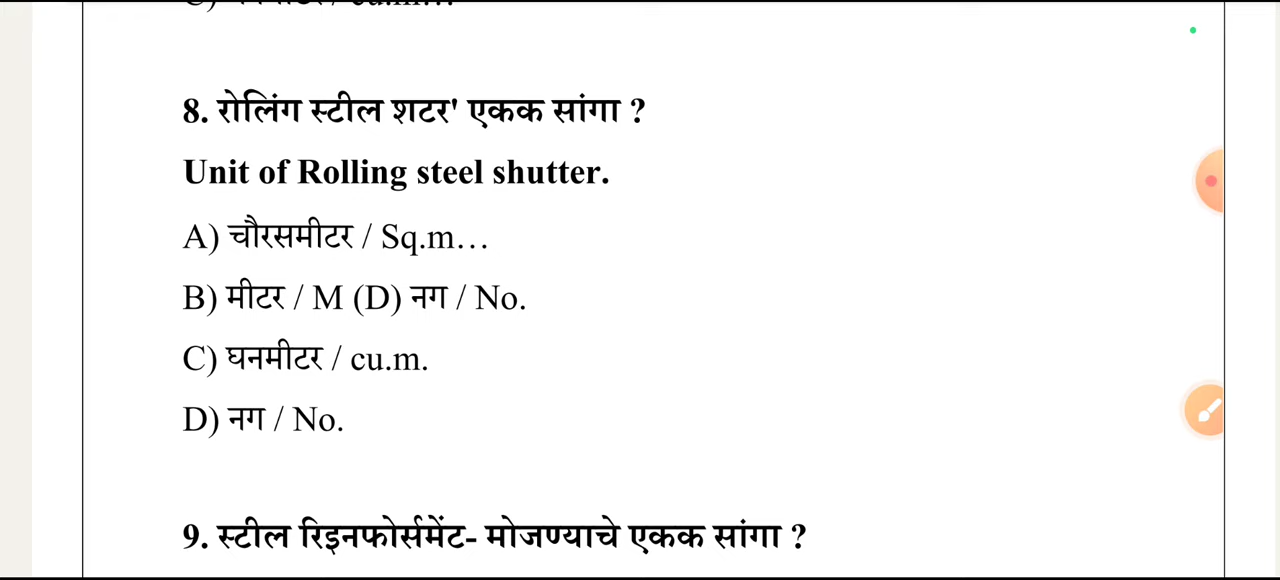 8. रोलिंग स्टील शटर' एकक सांगा ?
Unit of Rolling steel shutter.
A) चौरसमीटर / Sq.m…
B) मीटर / M (D) नग / No.
C) घनमीटर / cu.m.
D) नग / No.
9. स्टील रिइनफोर्समेंट- मोजण्याचे एकक सांगा ?